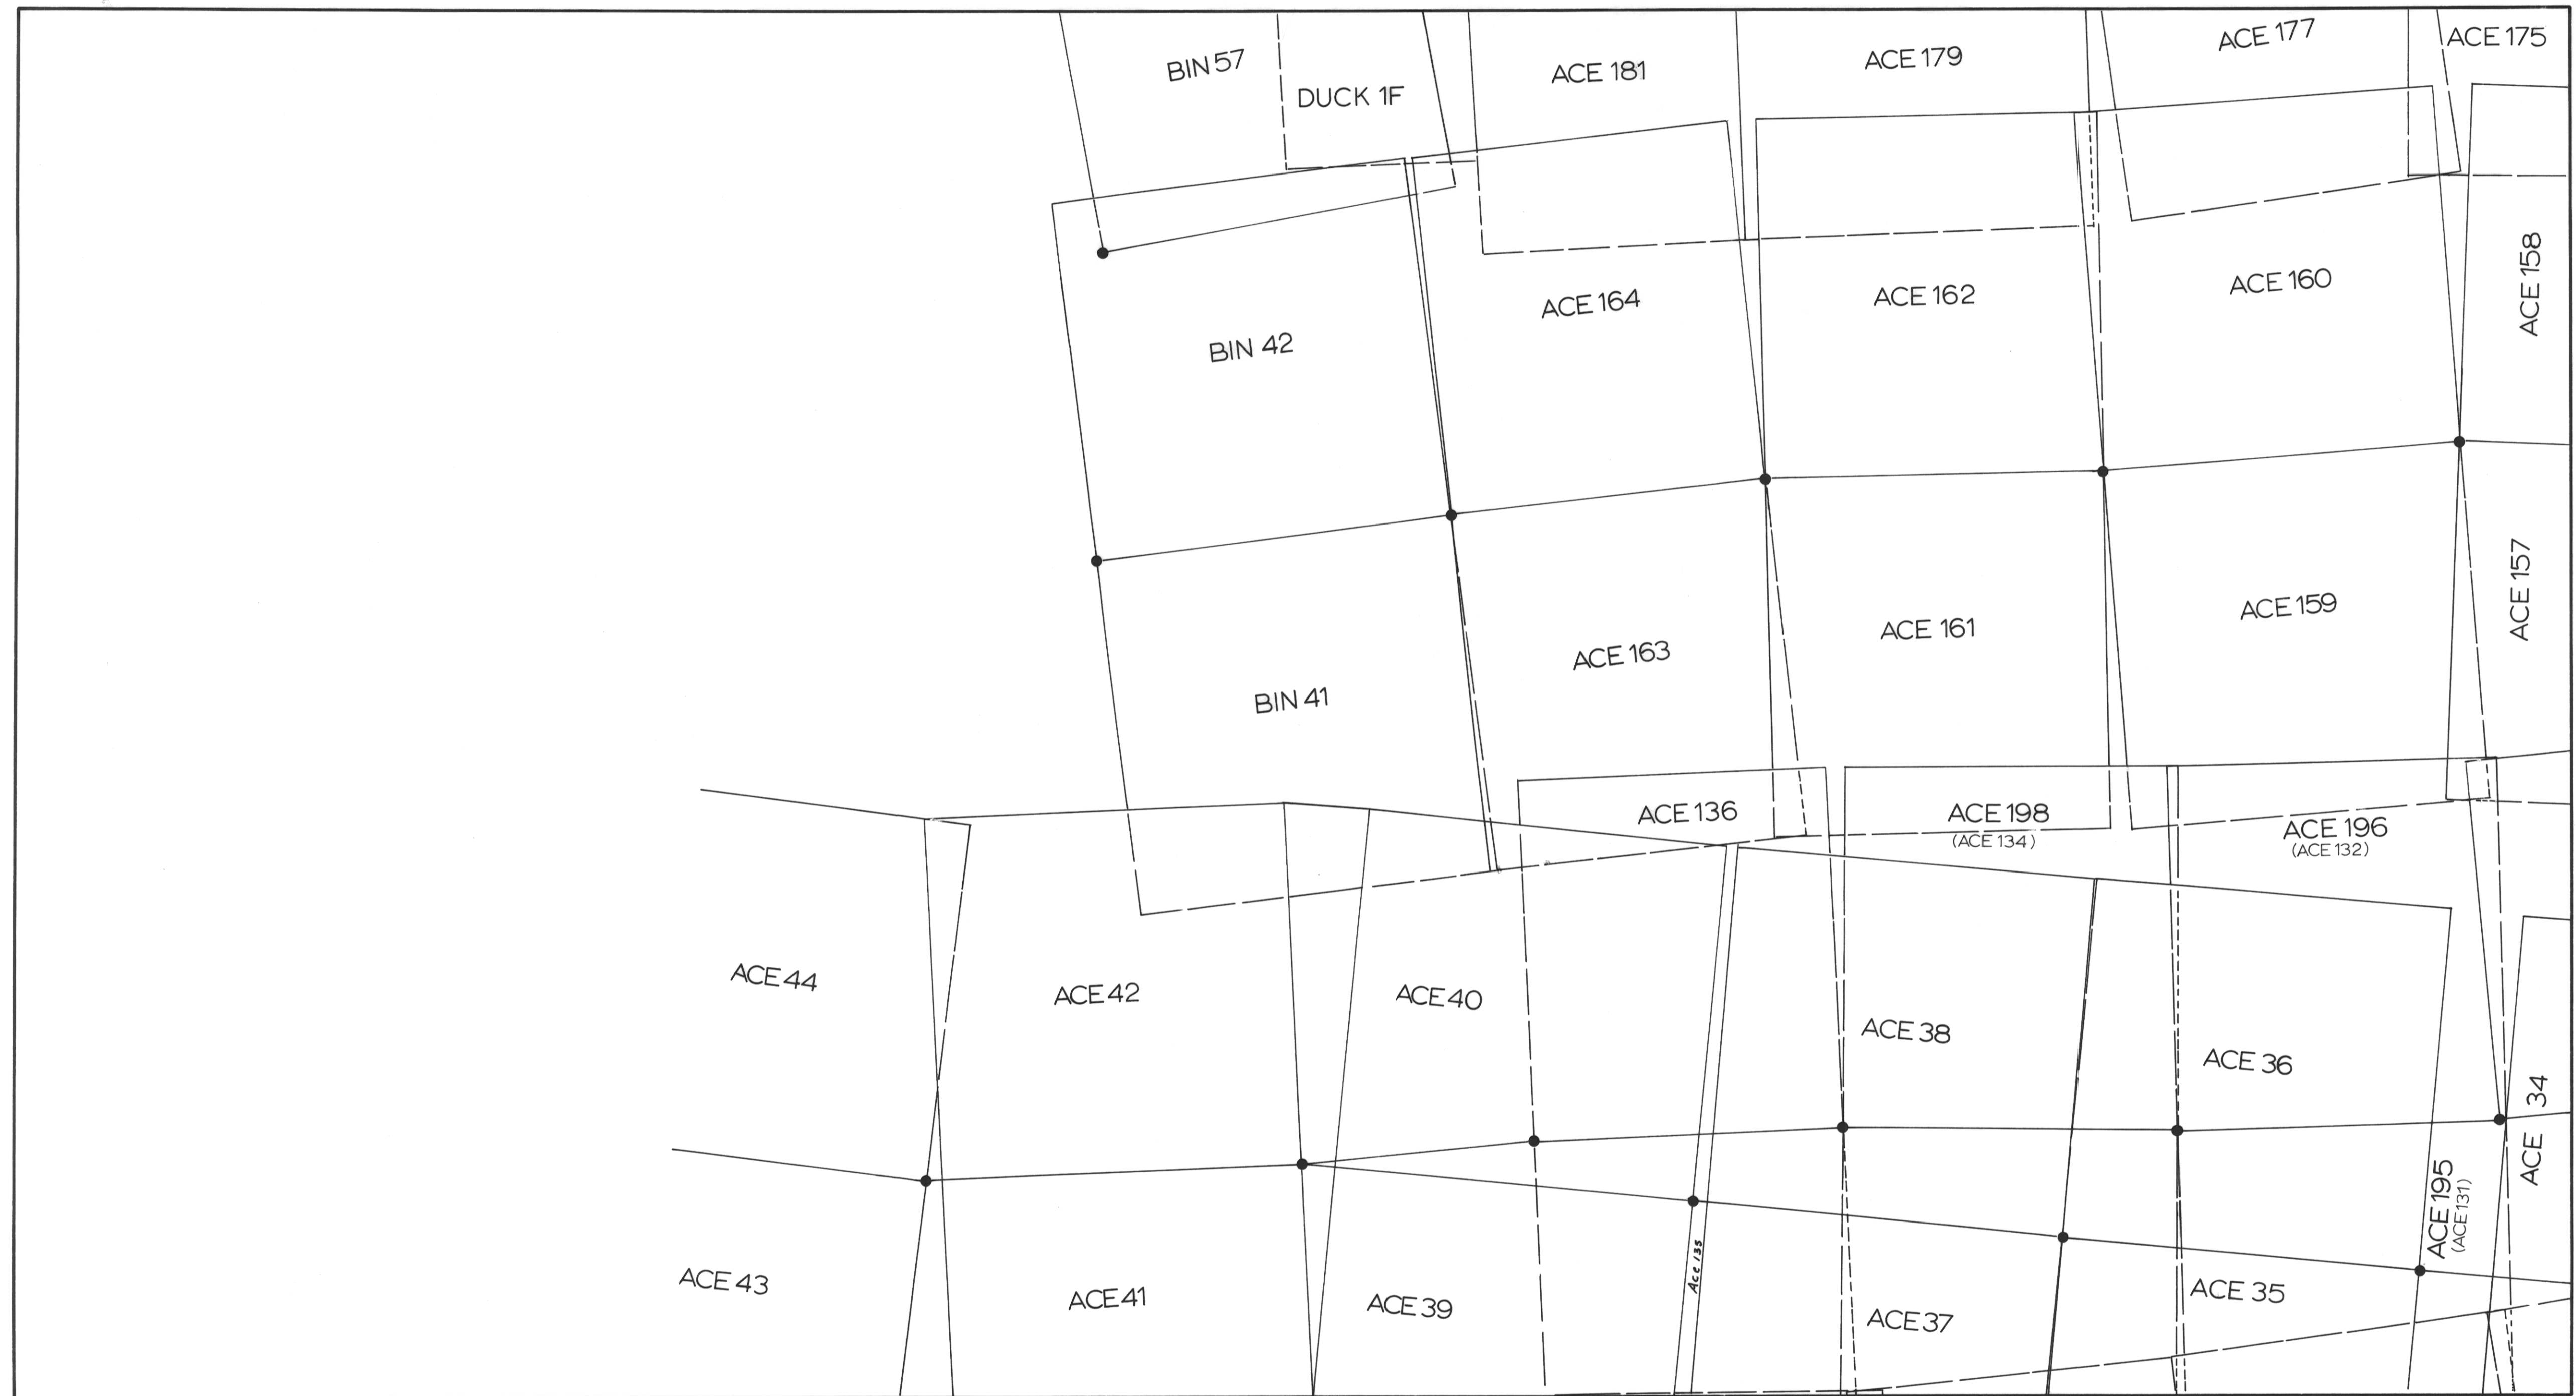 BIN 57
DUCK 1F
ACE 181
ACE 179
ACE 177
ACE 175
BIN 42
ACE 164
ACE 162
ACE 160
ACE 158
BIN 41
ACE 163
ACE 161
ACE 159
ACE 157
ACE 136
ACE 198
(ACE 134)
ACE 196
(ACE 132)
ACE 44
ACE 42
ACE 40
ACE 38
ACE 36
ACE 34
ACE 43
ACE 41
ACE 39
Ace 135
ACE 37
ACE 35
ACE 195
(ACE 131)